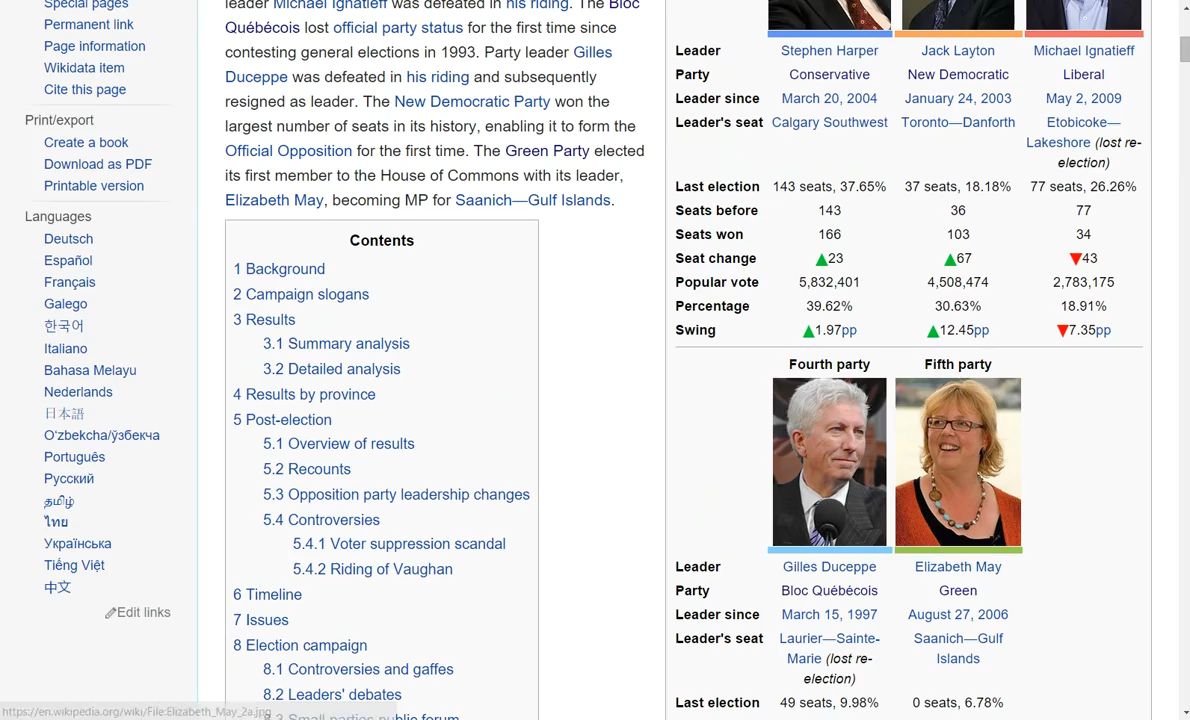 Special pages
Permanent link
Page information
Wikidata item
Cite this page
Print/export
Create a book
Download as PDF
Printable version
Languages
Deutsch
Español
Français
Galego
한국어
Italiano
Bahasa Melayu
Nederlands
日本語
Oʻzbekcha/ўзбекча
Português
Русский
தமிழ்
ไทย
Українська
Tiếng Việt
中文
Edit links
https://en.wikipedia.org/wiki/File:Elizabeth_May_2a.jpg
leader Michael Ignatieff was defeated in his riding. The Bloc
Québécois lost official party status for the first time since
contesting general elections in 1993. Party leader Gilles
Duceppe was defeated in his riding and subsequently
resigned as leader. The New Democratic Party won the
largest number of seats in its history, enabling it to form the
Official Opposition for the first time. The Green Party elected
its first member to the House of Commons with its leader,
Elizabeth May, becoming MP for Saanich—Gulf Islands.
Contents
1 Background
2 Campaign slogans
3 Results
3.1 Summary analysis
3.2 Detailed analysis
4 Results by province
5 Post-election
5.1 Overview of results
5.2 Recounts
5.3 Opposition party leadership changes
5.4 Controversies
5.4.1 Voter suppression scandal
5.4.2 Riding of Vaughan
6 Timeline
7 Issues
8 Election campaign
8.1 Controversies and gaffes
8.2 Leaders' debates
8.3 Small parties public forum
Leader Stephen Harper Jack Layton Michael Ignatieff
Party Conservative New Democratic Liberal
Leader since March 20, 2004 January 24, 2003 May 2, 2009
Leader's seat Calgary Southwest Toronto—Danforth Etobicoke—
Lakeshore (lost re-
election)
Last election 143 seats, 37.65% 37 seats, 18.18% 77 seats, 26.26%
Seats before 143 36 77
Seats won 166 103 34
Seat change ▲23 ▲67 ▼43
Popular vote 5,832,401 4,508,474 2,783,175
Percentage 39.62% 30.63% 18.91%
Swing ▲1.97pp ▲12.45pp ▼7.35pp
Fourth party Fifth party
Leader Gilles Duceppe Elizabeth May
Party Bloc Québécois Green
Leader since March 15, 1997 August 27, 2006
Leader's seat Laurier—Sainte- Saanich—Gulf
Marie (lost re- Islands
election)
Last election 49 seats, 9.98% 0 seats, 6.78%